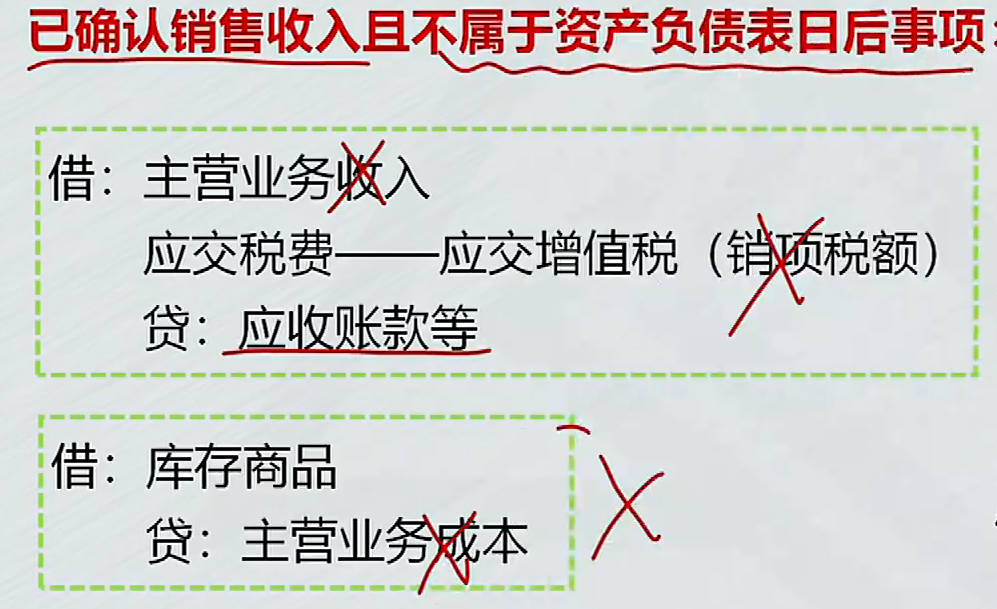 已确认销售收入且不属于资产负债表日后事项：
借：主营业务收入
应交税费——应交增值税（销项税额）
贷：应收账款等
借：库存商品
贷：主营业务成本